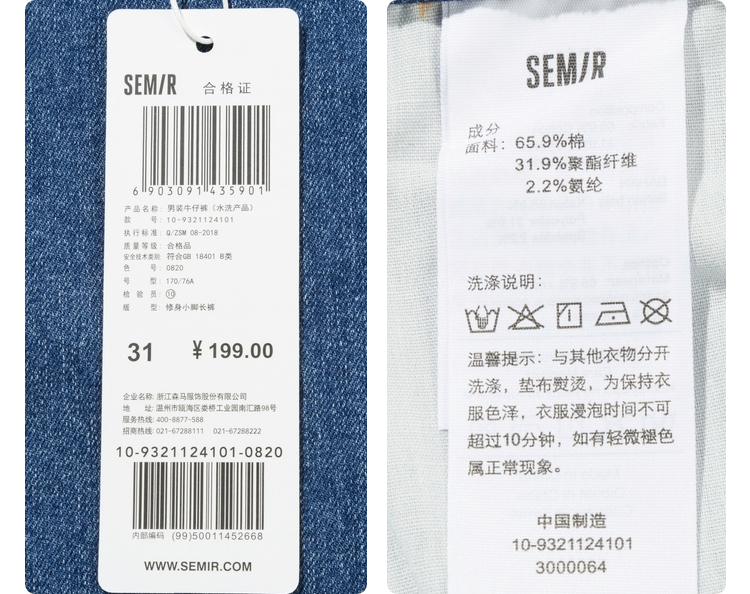 SEMIR 合格证
6 903091 435901
产品名称: 男装牛仔裤(水洗产品)
款 号: 10-9321124101
执行标准: Q/ZSM 08-2018
质量等级: 合格品
安全技术类别: 符合GB 18401 B类
色 号: 0820
号 型: 170/76A
检 验 员: ⑩
版 型: 修身小脚长裤
31 ¥ 199.00
企业名称: 浙江森马服饰股份有限公司
地 址: 温州市瓯海区娄桥工业园南汇路98号
服务热线: 400-8877-588
招商热线: 021-67288111 021-67288222
10-9321124101-0820
内部编码 (99)50011452668
WWW.SEMIR.COM
SEMIR
成分
面料: 65.9%棉
31.9%聚酯纤维
2.2%氨纶
洗涤说明:
温馨提示: 与其他衣物分开
洗涤, 垫布熨烫, 为保持衣
服色泽, 衣服浸泡时间不可
超过10分钟, 如有轻微褪色
属正常现象。
中国制造
10-9321124101
3000064